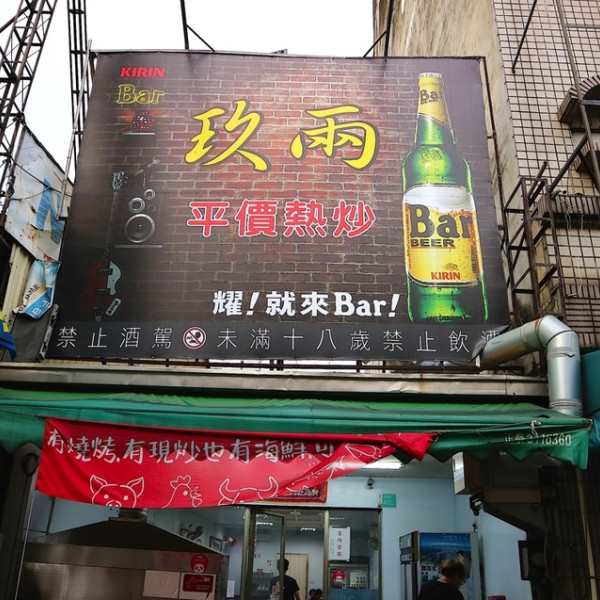 KIRIN
Bar
玖兩
平價熱炒
Bar
BEER
KIRIN
耀!就來Bar!
禁止酒駕 未滿十八歲禁止飲酒
有燒烤.有現炒也有海鮮.可